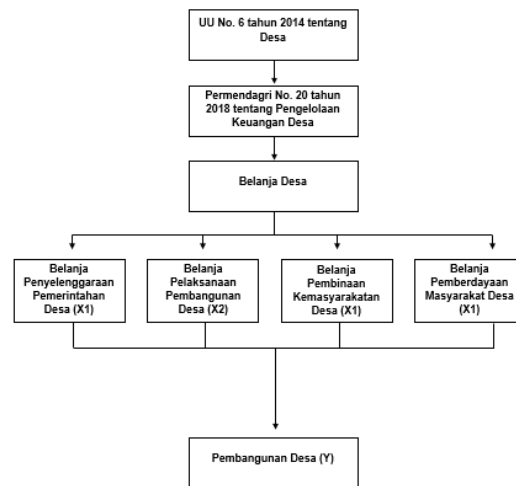 UU No. 6 tahun 2014 tentang
Desa
Permendagri No. 20 tahun
2018 tentang Pengelolaan
Keuangan Desa
Belanja Desa
Belanja
Penyelenggaraan
Pemerintahan
Desa (X1)
Belanja
Pelaksanaan
Pembangunan
Desa (X2)
Belanja
Pembinaan
Kemasyarakatan
Desa (X1)
Belanja
Pemberdayaan
Masyarakat Desa
(X1)
Pembangunan Desa (Y)